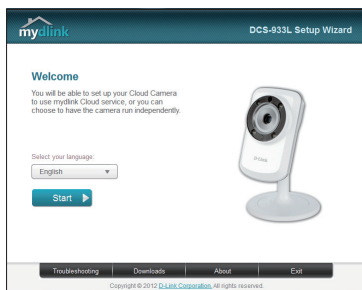 mydlink
DCS-933L Setup Wizard
Welcome
You will be able to set up your Cloud Camera
to use mydlink Cloud service, or you can
choose to have the camera run independently.
Select your language:
English
Start
D-Link
Troubleshooting
Downloads
About
Exit
Copyright © 2012 D-Link Corporation. All rights reserved.